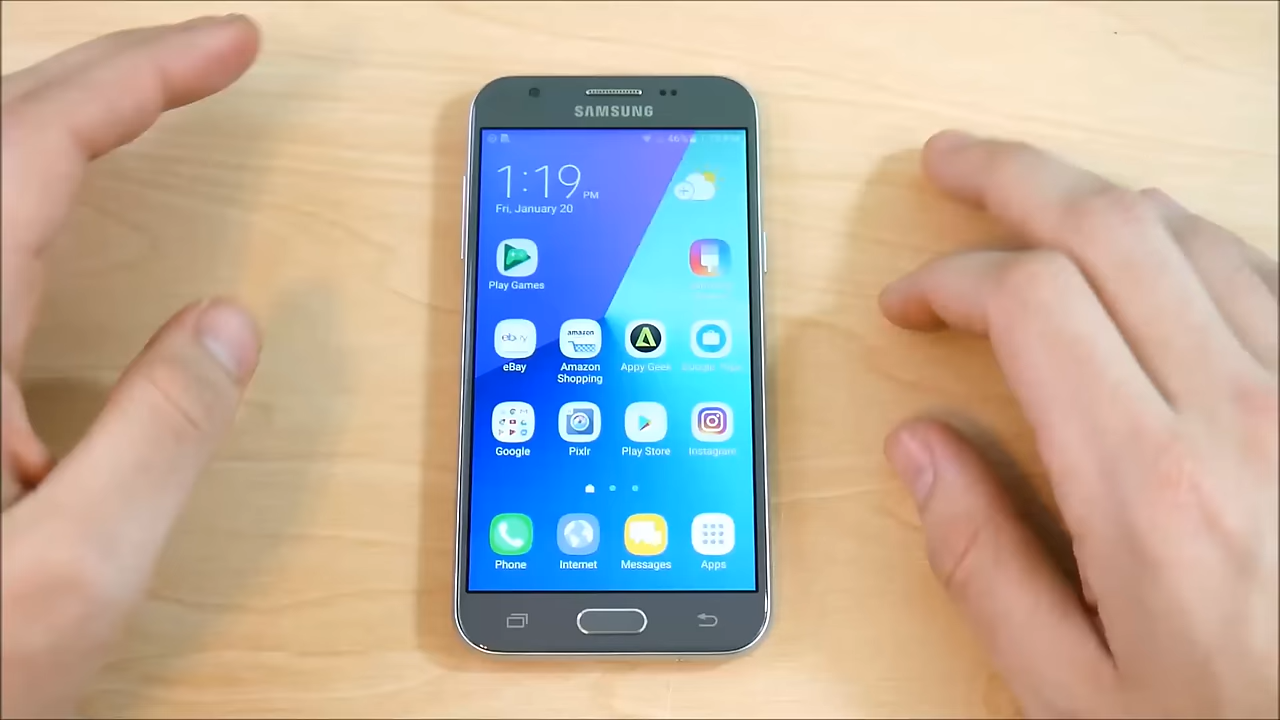 SAMSUNG
46%
1:19 PM
Fri, January 20
Play Games
ebay
amazon
eBay
Amazon
Shopping
Appy Geek
Google
Pixlr
Play Store
Instagram
Phone
Internet
Messages
Apps